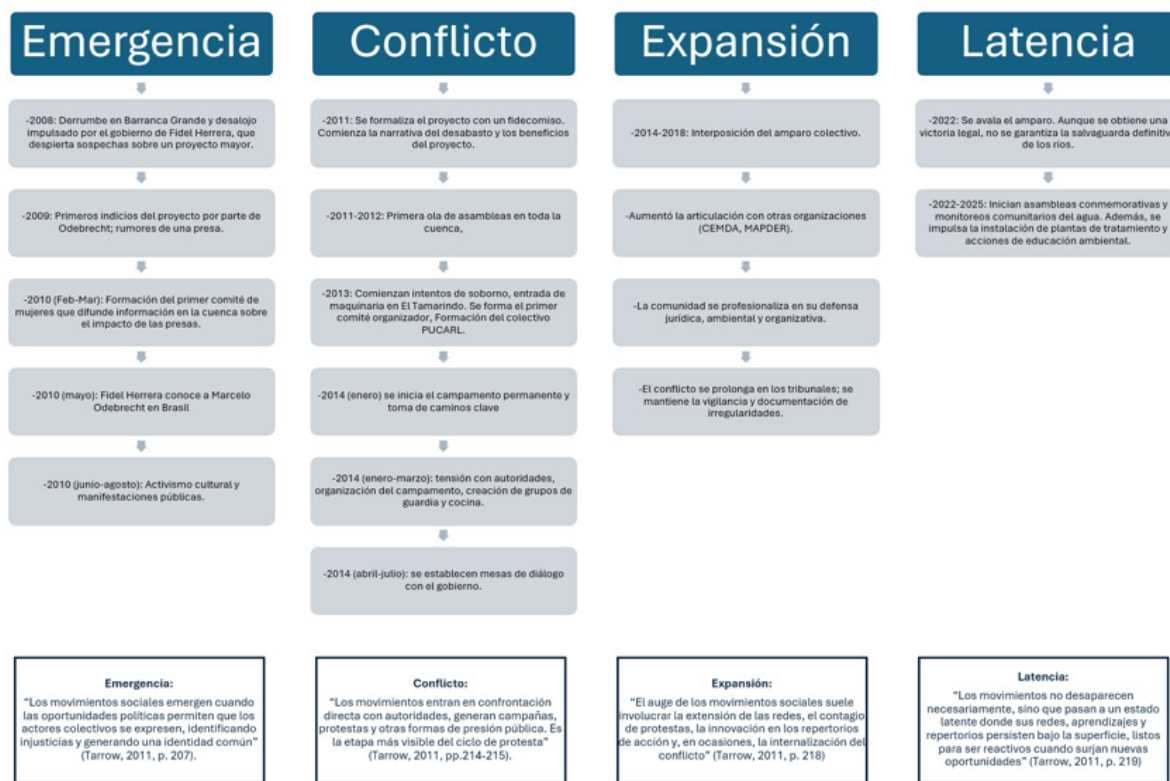 Emergencia
-2008: Derrumbe en Barranca Grande y desalojo
impulsado por el gobierno de Fidel Herrera, que
despierta sospechas sobre un proyecto mayor.
-2009: Primeros indicios del proyecto por parte de
Odebrecht; rumores de una presa.
-2010 (Feb-Mar): Formación del primer comité de
mujeres que difunde información en la cuenca sobre
el impacto de las presas.
-2010 (mayo): Fidel Herrera conoce a Marcelo
Odebrecht en Brasil
-2010 (junio-agosto): Activismo cultural y
manifestaciones públicas.
Conflicto
-2011: Se formaliza el proyecto con un fidecomiso.
Comienza la narrativa del desabasto y los beneficios
del proyecto.
-2011-2012: Primera ola de asambleas en toda la
cuenca,
-2013: Comienzan intentos de soborno, entrada de
maquinaria en El Tamarindo. Se forma el primer
comité organizador, Formación del colectivo
PUCARL.
-2014 (enero) se inicia el campamento permanente y
toma de caminos clave
-2014 (enero-marzo): tensión con autoridades,
organización del campamento, creación de grupos de
guardia y cocina.
-2014 (abril-julio): se establecen mesas de diálogo
con el gobierno.
Expansión
-2014-2018: Interposición del amparo colectivo.
-Aumentó la articulación con otras organizaciones
(CEMDA, MAPDER).
-La comunidad se profesionaliza en su defensa
jurídica, ambiental y organizativa.
-El conflicto se prolonga en los tribunales; se
mantiene la vigilancia y documentación de
irregularidades.
Latencia
-2022: Se avala el amparo. Aunque se obtiene una
victoria legal, no se garantiza la salvaguarda definitiv
de los ríos.
-2022-2025: Inician asambleas conmemorativas y
monitoreos comunitarios del agua. Además, se
impulsa la instalación de plantas de tratamiento y
acciones de educación ambiental.
Emergencia:
"Los movimientos sociales emergen cuando
las oportunidades políticas permiten que los
actores colectivos se expresen, identificando
injusticias y generando una identidad común"
(Tarrow, 2011, p. 207).
Conflicto:
"Los movimientos entran en confrontación
directa con autoridades, generan campañas,
protestas y otras formas de presión pública. Es
la etapa más visible del ciclo de protesta"
(Tarrow, 2011, pp.214-215).
Expansión:
"El auge de los movimientos sociales suele
involucrar la extensión de las redes, el contagio
de protestas, la innovación en los repertorios
de acción y, en ocasiones, la internalización del
conflicto" (Tarrow, 2011, p. 218)
Latencia:
"Los movimientos no desaparecen
necesariamente, sino que pasan a un estado
latente donde sus redes, aprendizajes y
repertorios persisten bajo la superficie, listos
para ser reactivos cuando surjan nuevas
oportunidades" (Tarrow, 2011, p. 219)